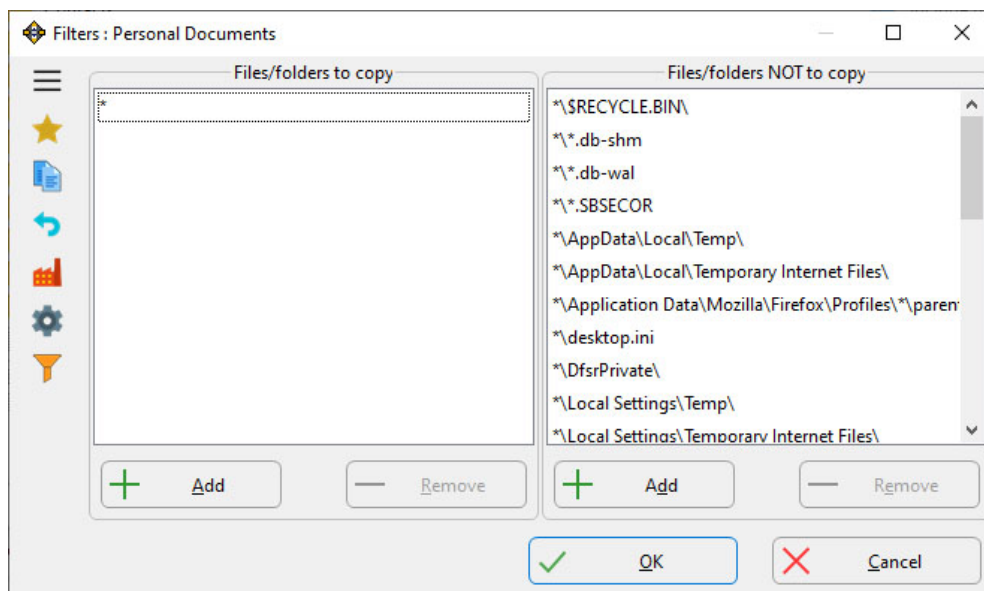 Filters : Personal Documents
Files/folders to copy
*
Add
Remove
Files/folders NOT to copy
*\$RECYCLE.BIN\
*\*.db-shm
*\*.db-wal
*\*.SBSECOR
*\AppData\Local\Temp\
*\AppData\Local\Temporary Internet Files\
*\Application Data\Mozilla\Firefox\Profiles\*\paren
*\desktop.ini
*\DfsrPrivate\
*\Local Settings\Temp\
*\Local Settings\Temporary Internet Files\
Add
Remove
OK
Cancel